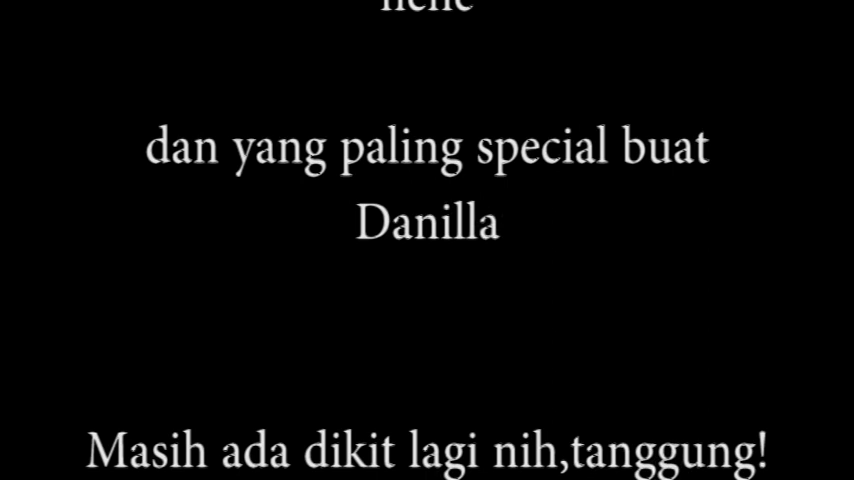 dan yang paling special buat
Danilla
Masih ada dikit lagi nih,tanggung!